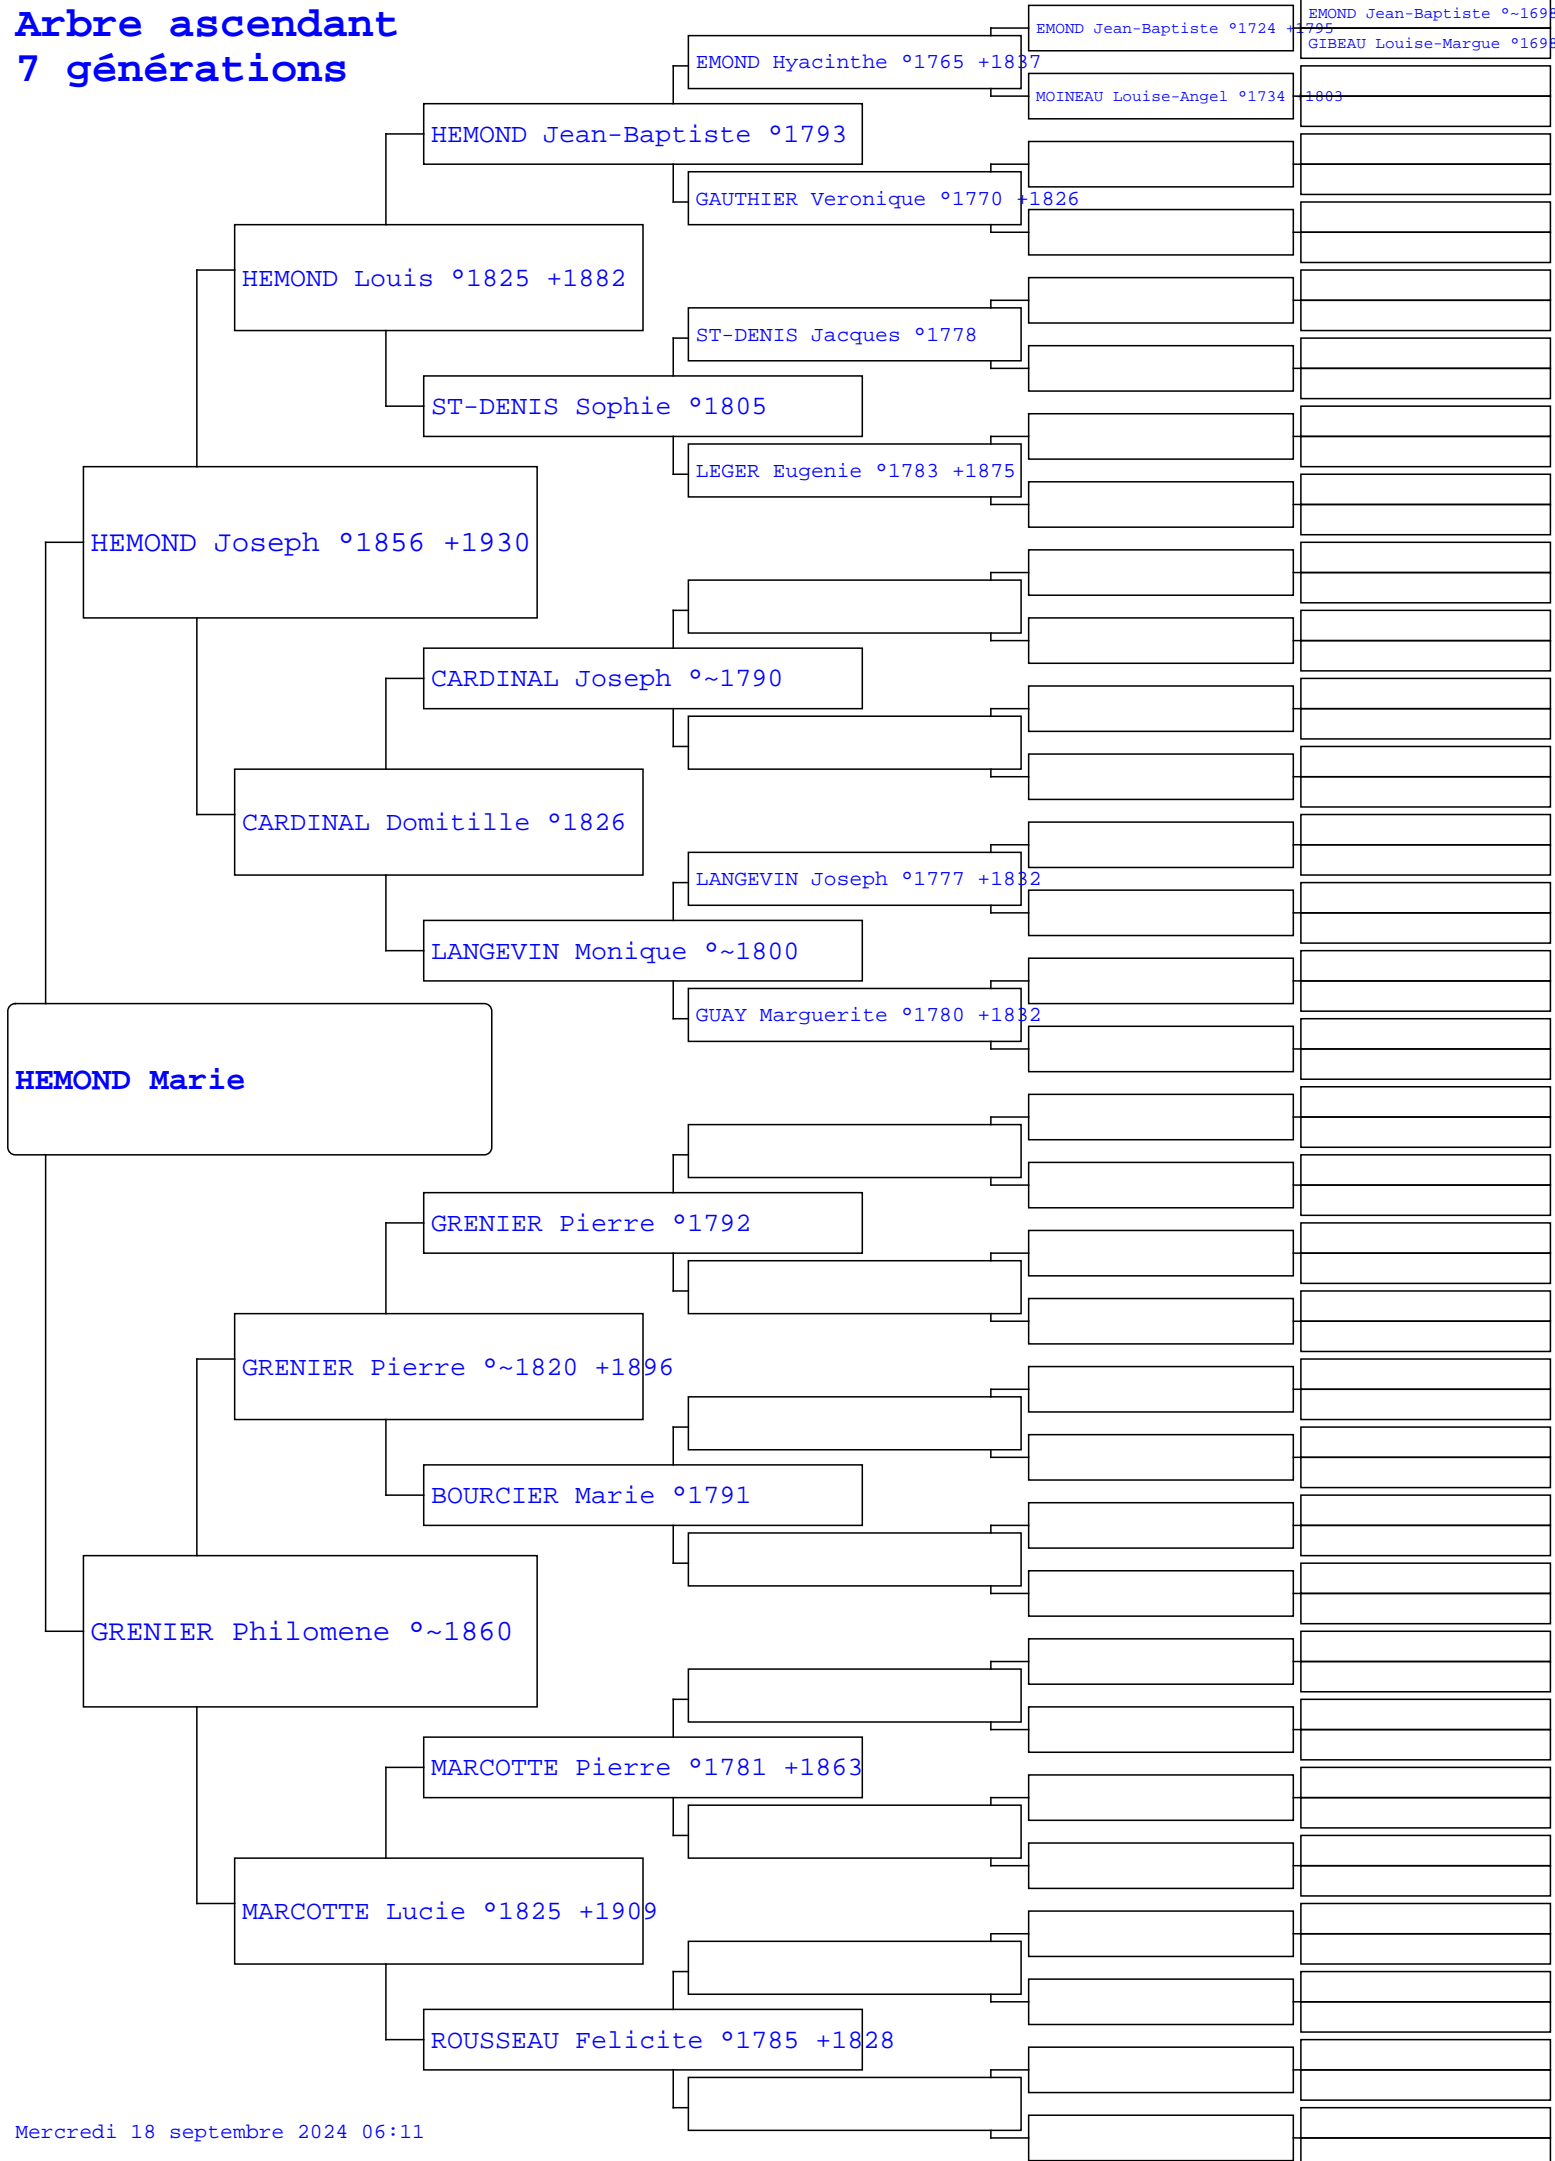 Arbre ascendant
7 générations
EMOND Jean-Baptiste °~1698
EMOND Jean-Baptiste °1724 +1795
GIBEAU Louise-Margue °1698
EMOND Hyacinthe °1765 +1837
MOINEAU Louise-Angel °1734 +1803
HEMOND Jean-Baptiste °1793
GAUTHIER Veronique °1770 +1826
HEMOND Louis °1825 +1882
ST-DENIS Jacques °1778
ST-DENIS Sophie °1805
LEGER Eugenie °1783 +1875
HEMOND Joseph °1856 +1930
CARDINAL Joseph °~1790
CARDINAL Domitille °1826
LANGEVIN Joseph °1777 +1832
LANGEVIN Monique °~1800
GUAY Marguerite °1780 +1832
HEMOND Marie
GRENIER Pierre °1792
GRENIER Pierre °~1820 +1896
BOURCIER Marie °1791
GRENIER Philomene °~1860
MARCOTTE Pierre °1781 +1863
MARCOTTE Lucie °1825 +1909
ROUSSEAU Felicite °1785 +1828
Mercredi 18 septembre 2024 06:11